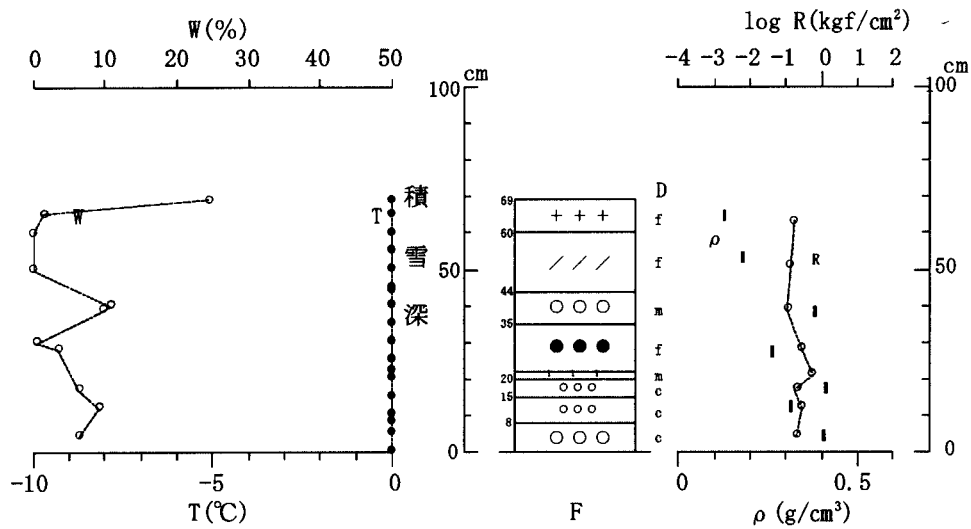 W(%)
0 10 20 30 40 50
cm
100
50
0
W
T
積
雪
深
-10 -5 0
T(℃)
D
69
60
44
35
20
15
8
f
f
m
f
m
c
c
c
F
log R(kgf/cm²)
-4 -3 -2 -1 0 1 2
cm
100
50
0
ρ
R
0 0.5
ρ (g/cm³)